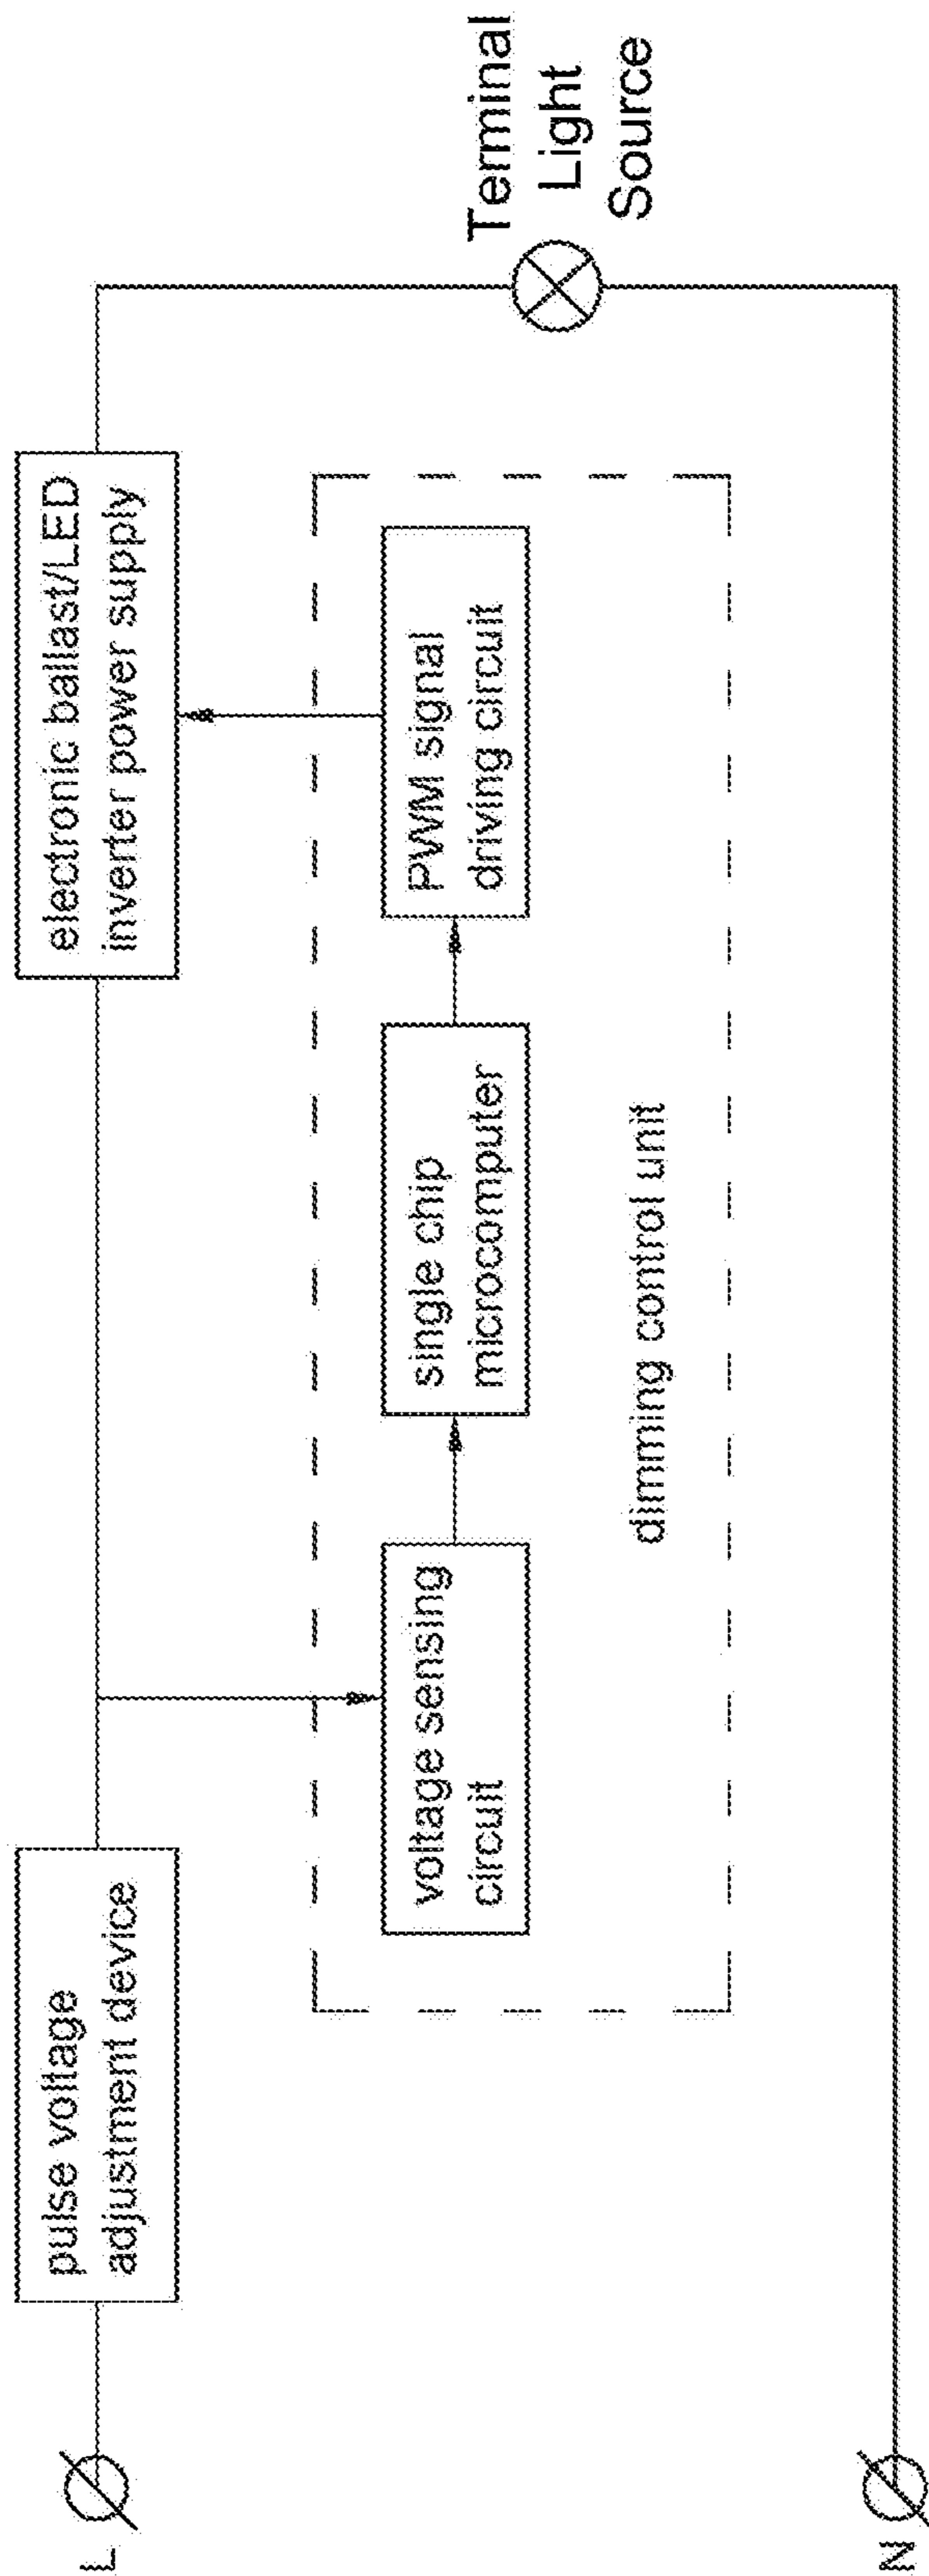 L
pulse voltage
adjustment device
electronic ballast/LED
inverter power supply
voltage sensing
circuit
single chip
microcomputer
PWM signal
driving circuit
dimming control unit
Terminal
Light
Source
N